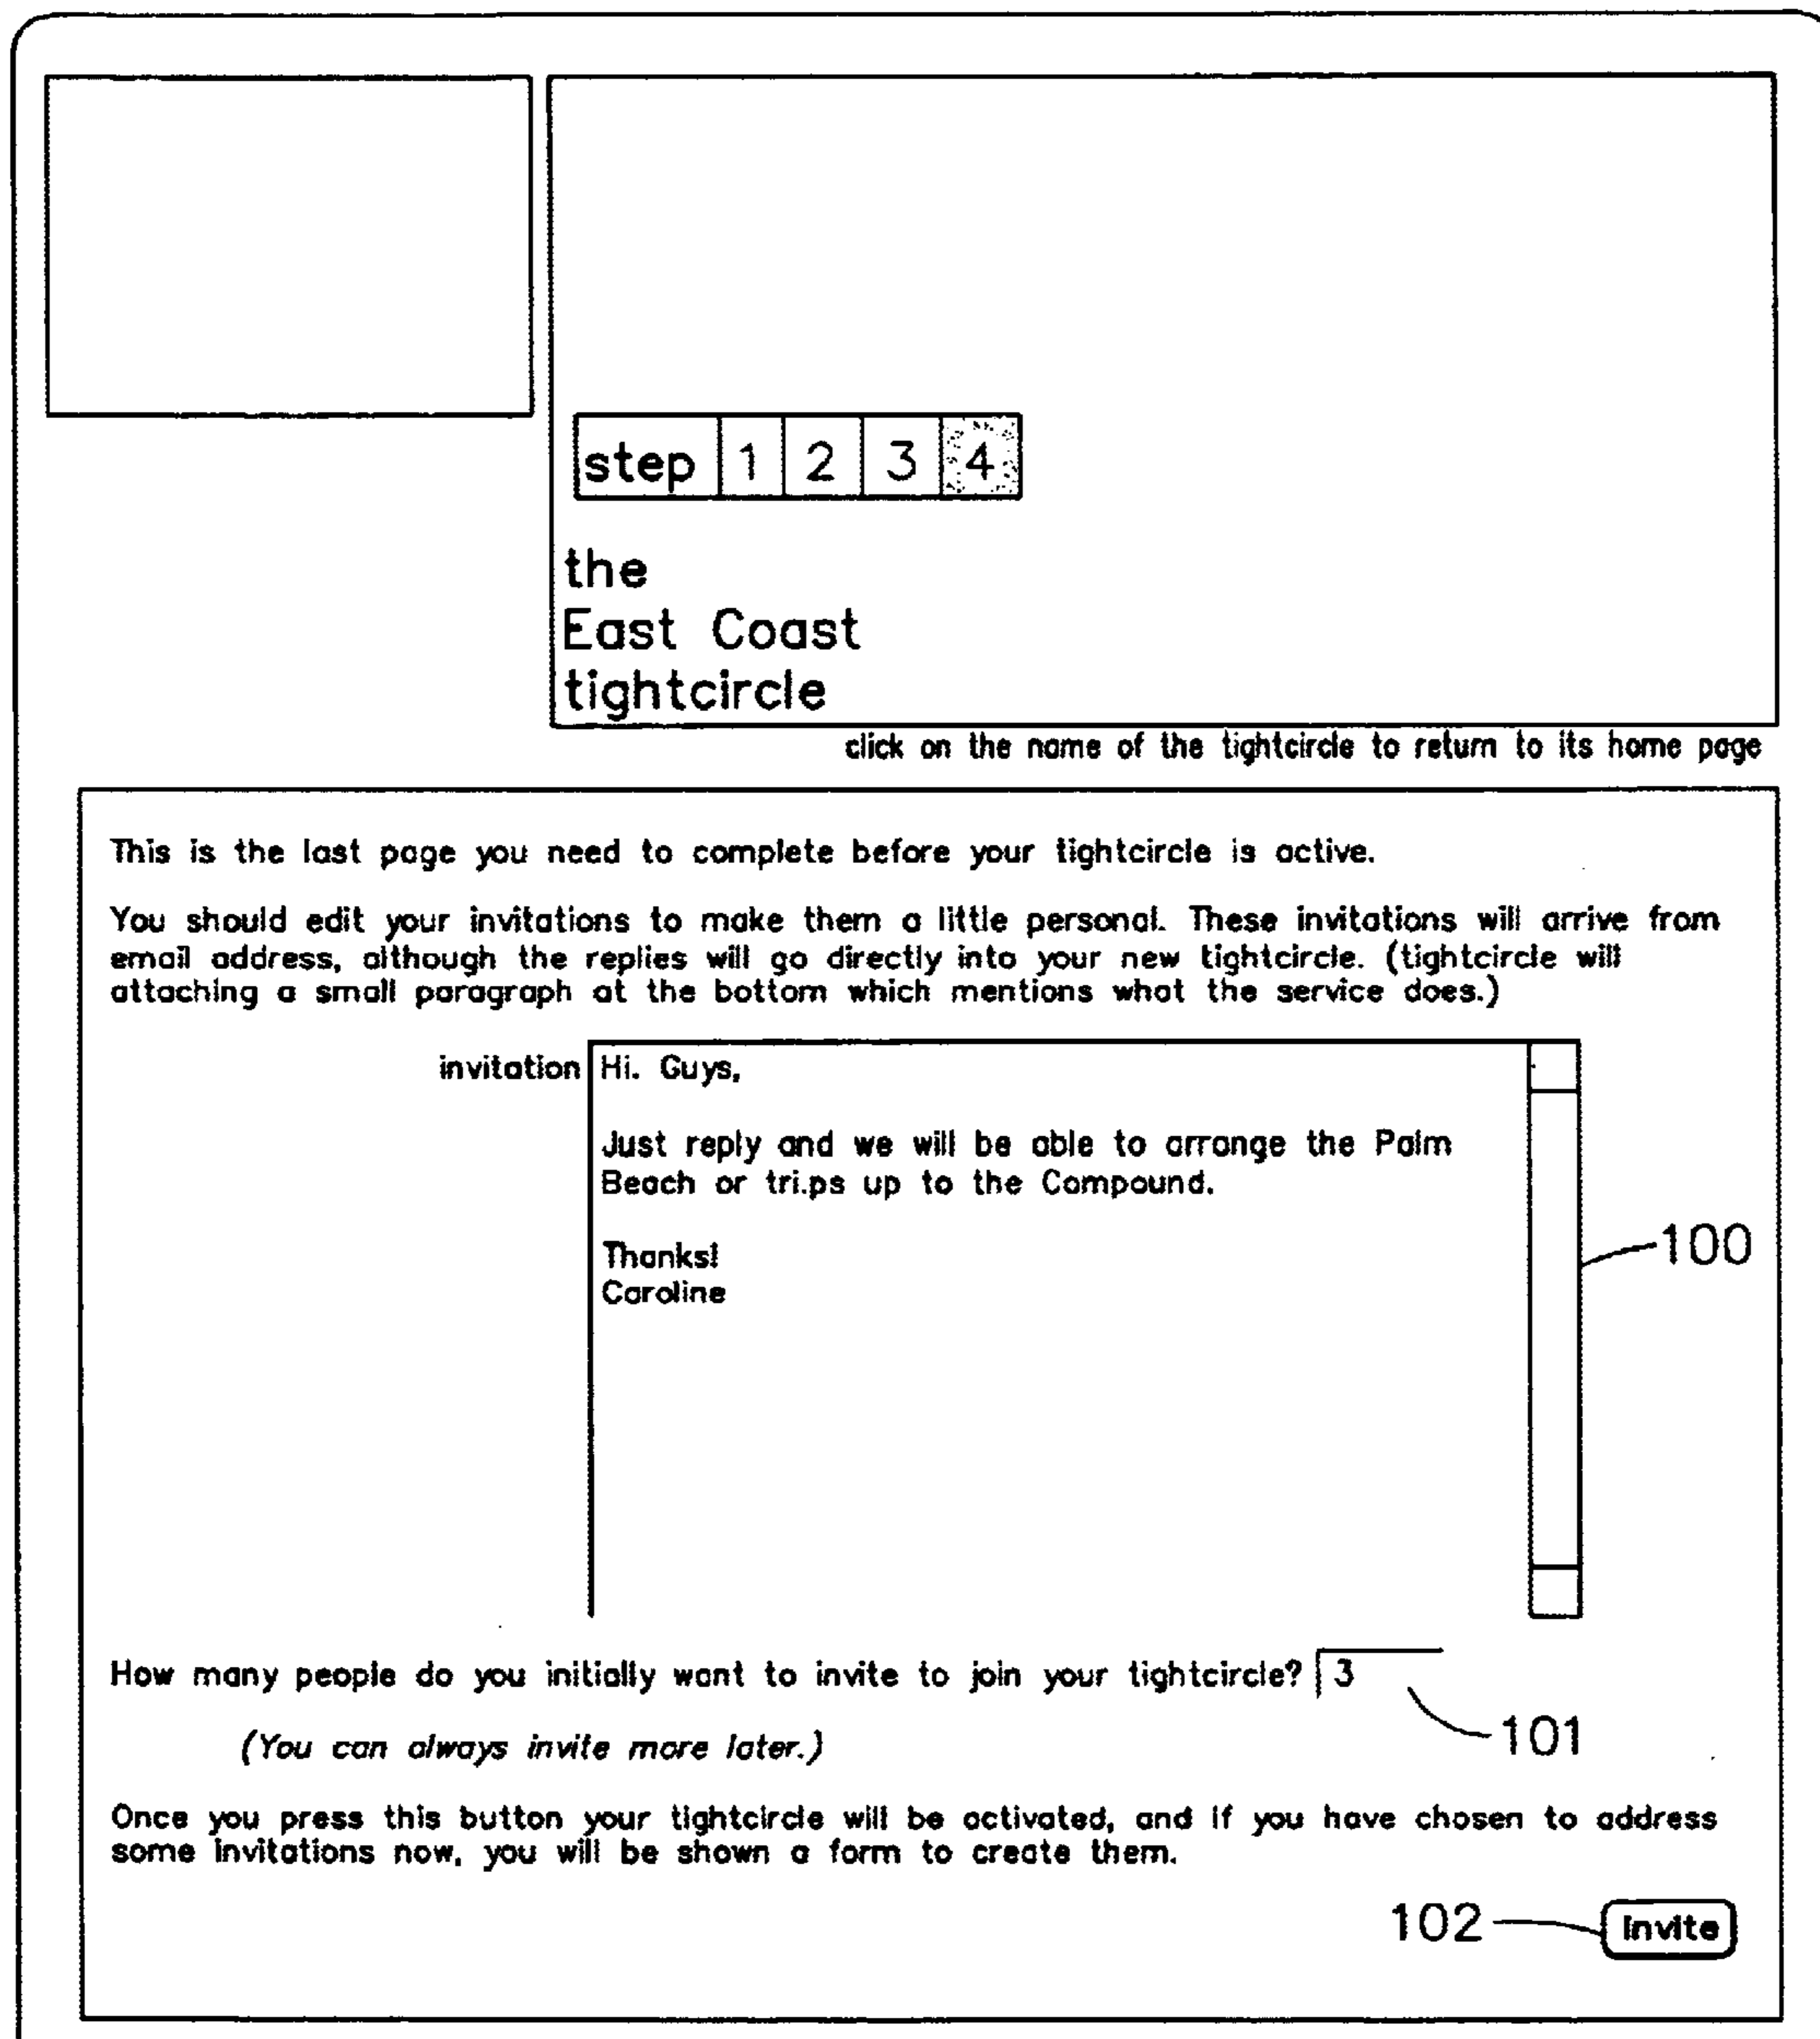 step 1 2 3 4
the
East Coast
tightcircle
click on the name of the tightcircle to return to its home page
This is the last page you need to complete before your tightcircle is active.
You should edit your invitations to make them a little personal. These invitations will arrive from
email address, although the replies will go directly into your new tightcircle. (tightcircle will
attaching a small paragraph at the bottom which mentions what the service does.)
invitation Hi. Guys,
Just reply and we will be able to arrange the Palm
Beach or tri.ps up to the Compound.
100
Thanks!
Caroline
How many people do you initially want to invite to join your tightcircle? 3
101
(You can always invite more later.)
Once you press this button your tightcircle will be activated, and if you have chosen to address
some invitations now, you will be shown a form to create them.
102 Invite